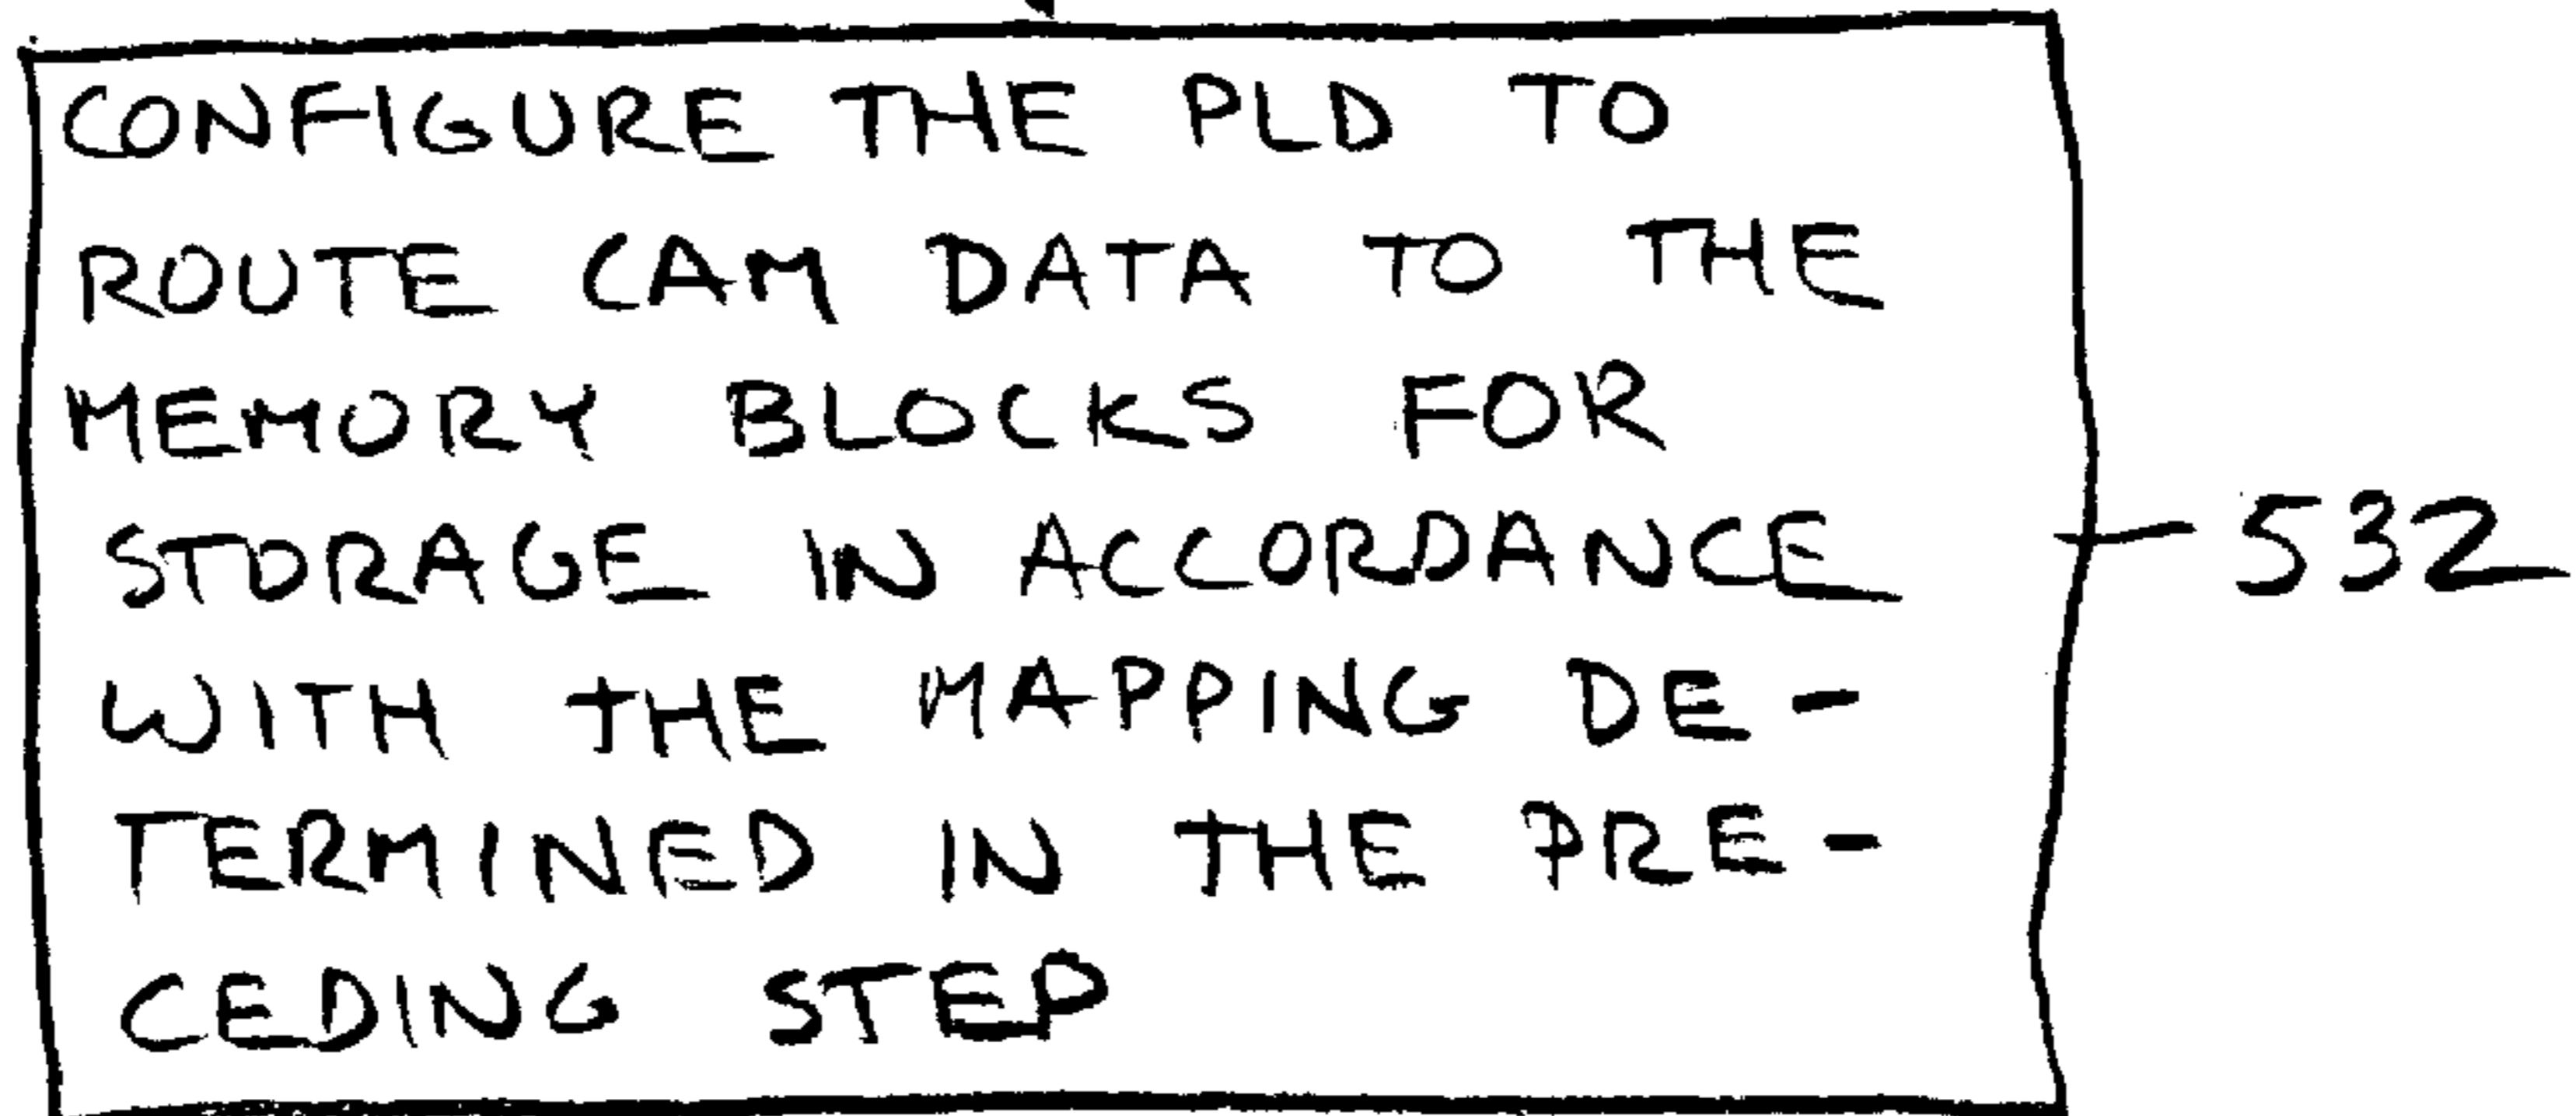 CONFIGURE THE PLD TO
ROUTE CAM DATA TO THE
MEMORY BLOCKS FOR
STORAGE IN ACCORDANCE
WITH THE MAPPING DE-
TERMINED IN THE PRE-
CEDING STEP
532